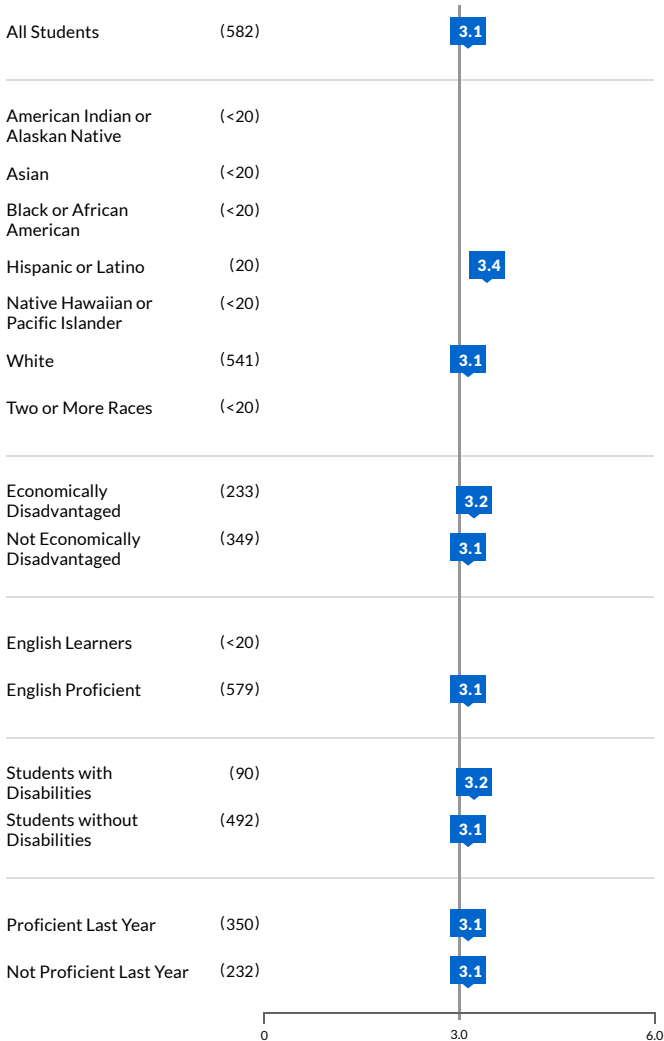 All Students (582) 3.1
American Indian or (<20)
Alaskan Native
Asian (<20)
Black or African (<20)
American
Hispanic or Latino (20) 3.4
Native Hawaiian or (<20)
Pacific Islander
White (541) 3.1
Two or More Races (<20)
Economically (233) 3.2
Disadvantaged
Not Economically (349) 3.1
Disadvantaged
English Learners (<20)
English Proficient (579) 3.1
Students with (90) 3.2
Disabilities
Students without (492) 3.1
Disabilities
Proficient Last Year (350) 3.1
Not Proficient Last Year (232) 3.1
0 3.0 6.0